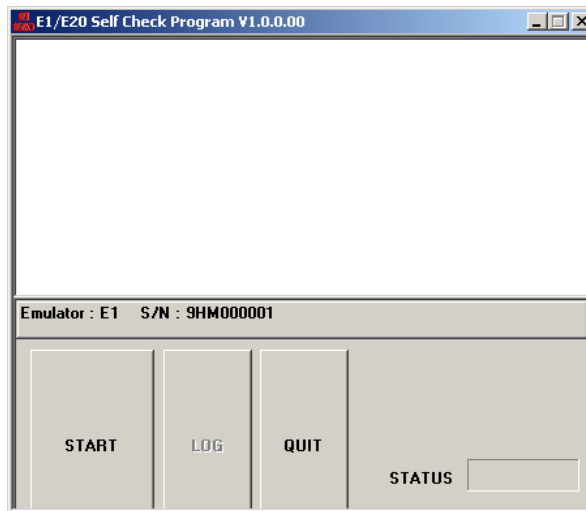 E1/E20 Self Check Program V1.0.0.00
Emulator : E1 S/N : 9HM000001
START LOG QUIT
STATUS